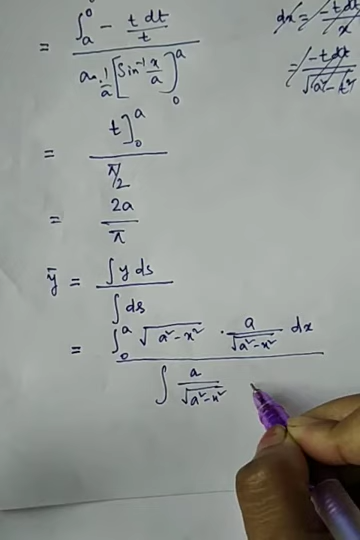 = ∫_a^0 - t dt / t / a · 1/a [Sin⁻¹ x/a]_0^a
= t]_0^a / π/2
= 2a / π
ȳ = ∫ y ds / ∫ ds
= ∫_0^a √(a²-x²) · a/√(a²-x²) dx / ∫ a/√(a²-x²)
dx = -t dt / x
= -t dt / √(a²-t²)